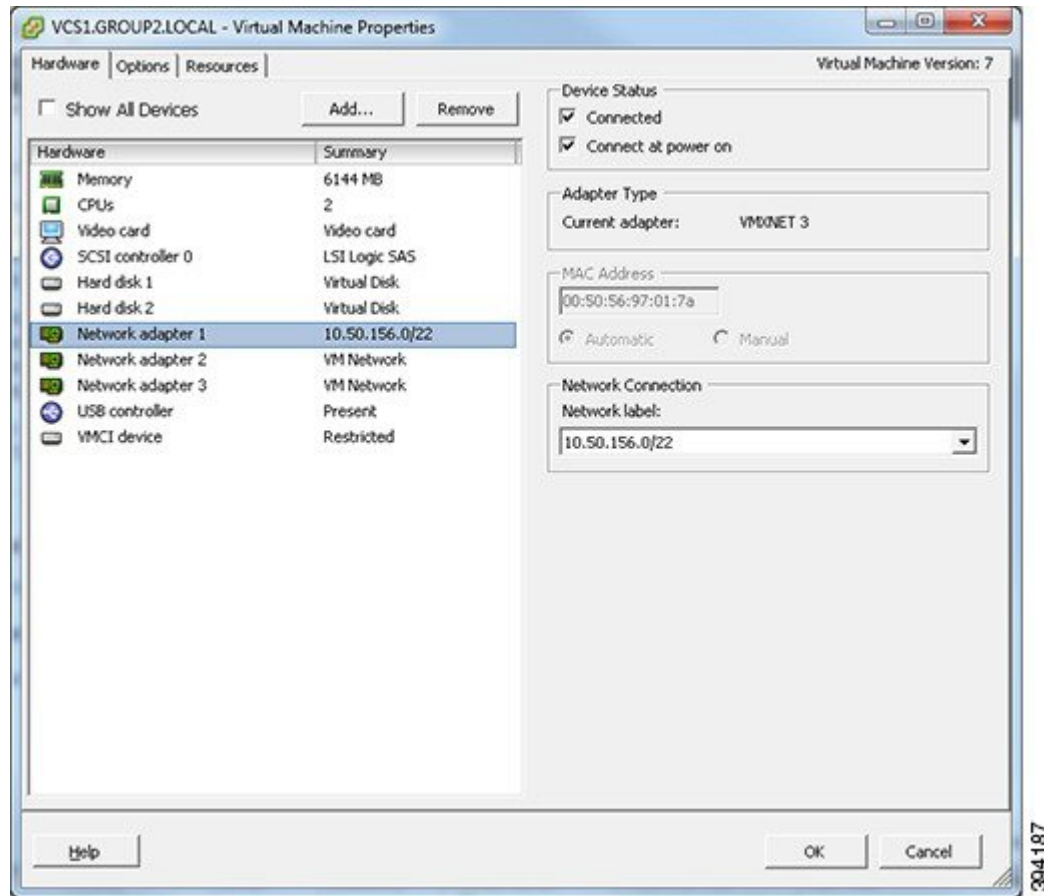 VCS1.GROUP2.LOCAL - Virtual Machine Properties
Hardware Options Resources Virtual Machine Version: 7
Show All Devices Add... Remove
Hardware Summary
Memory 6144 MB
CPUs 2
Video card Video card
SCSI controller 0 LSI Logic SAS
Hard disk 1 Virtual Disk
Hard disk 2 Virtual Disk
Network adapter 1 10.50.156.0/22
Network adapter 2 VM Network
Network adapter 3 VM Network
USB controller Present
VMCI device Restricted
Device Status
Connected
Connect at power on
Adapter Type
Current adapter: VMXNET 3
MAC Address
00:50:56:97:01:7a
Automatic Manual
Network Connection
Network label:
10.50.156.0/22
Help OK Cancel
394187